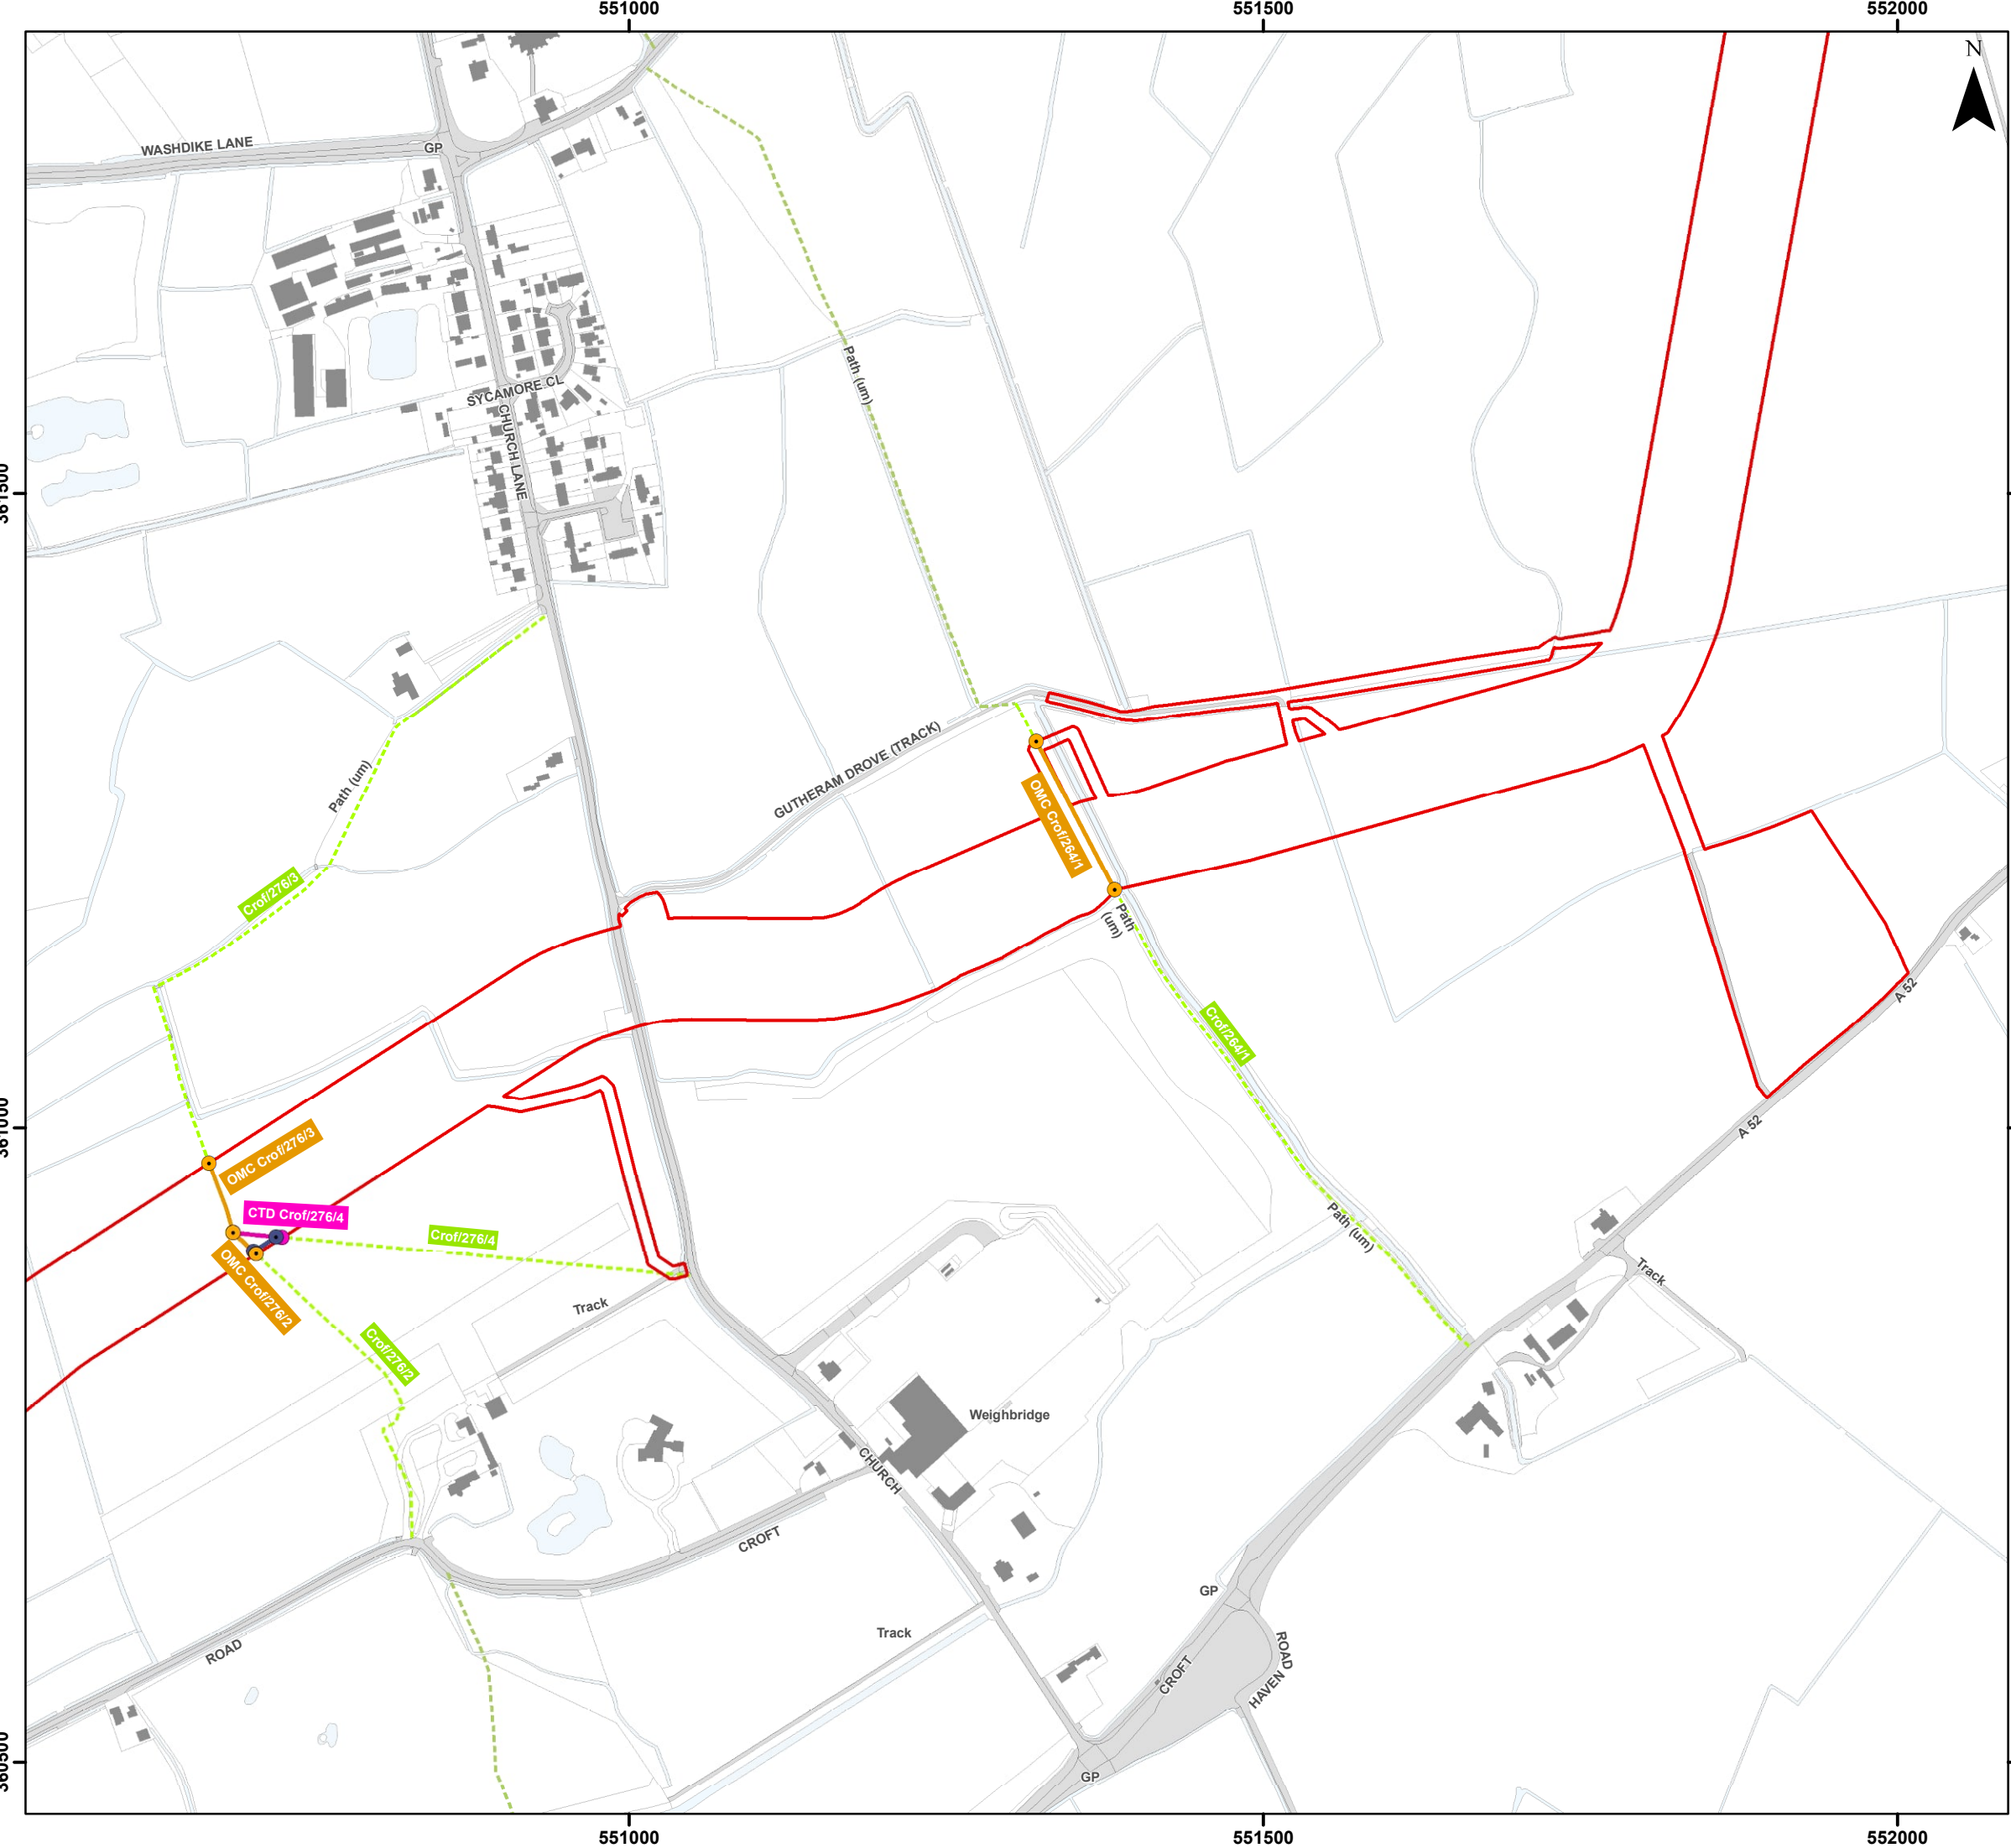 551000
551500
552000
N
WASHDIKE LANE
GP
Path (um)
SYCAMORE CL
CHURCH LANE
361500
GUTHERAM DROVE (TRACK)
Path (um)
OMC Crof/264/1
Crof/276/3
Path
(um)
A 52
Crof/264/1
361000
A 52
OMC Crof/276/3
CTD Crof/276/4
Crof/276/4
OMC Crof/276/2
Path (um)
Track
Track
Crof/276/2
Weighbridge
CHURCH
CROFT
GP
ROAD
Track
ROAD
CROFT
HAVEN
360500
GP
551000
551500
552000